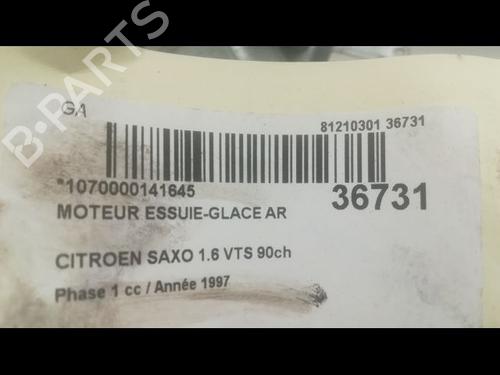 GA
81210301 36731
*1070000141645
36731
MOTEUR ESSUIE-GLACE AR
CITROEN SAXO 1.6 VTS 90ch
Phase 1 cc / Année 1997
B-PARTS